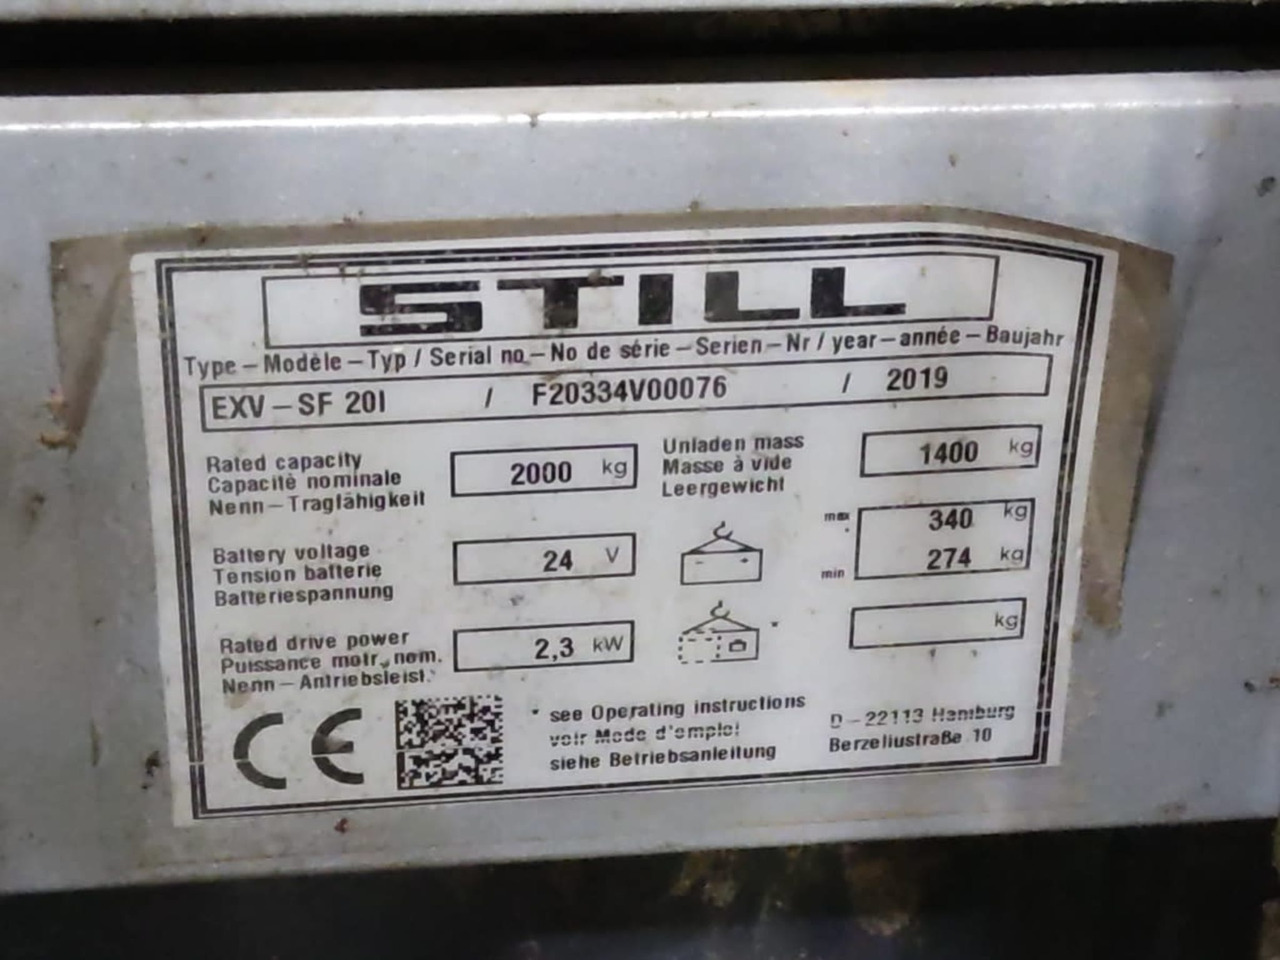 STILL
Type – Modèle – Typ / Serial no – No de série – Serien – Nr / year – année – Baujahr
EXV – SF 20I / F20334V00076 / 2019
Rated capacity
Capacité nominale
Nenn – Tragfähigkeit
2000 kg
Unladen mass
Masse à vide
Leergewicht
1400 kg
Battery voltage
Tension batterie
Batteriespannung
24 V
- +
max 340 kg
min 274 kg
Rated drive power
Puissance motr. nom.
Nenn – Antriebsleist.
2,3 kW
*
kg
CE
* see Operating instructions
voir Mode d'emploi
siehe Betriebsanleitung
D – 22113 Hamburg
Berzeliustraße 10